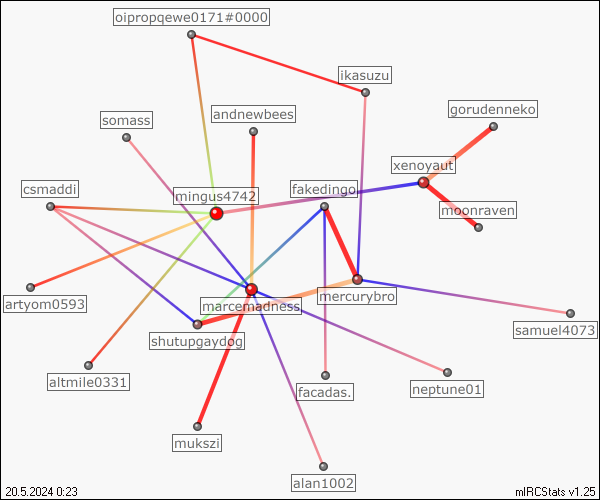 oipropqewe0171#0000
ikasuzu
gorudenneko
somass
andnewbees
xenoyaut
csmaddi
mingus4742
fakedingo
moonraven
artyom0593
marcemadness
mercurybro
samuel4073
shutupgaydog
altmile0331
facadas.
neptune01
mukszi
alan1002
20.5.2024 0:23
mIRCStats v1.25